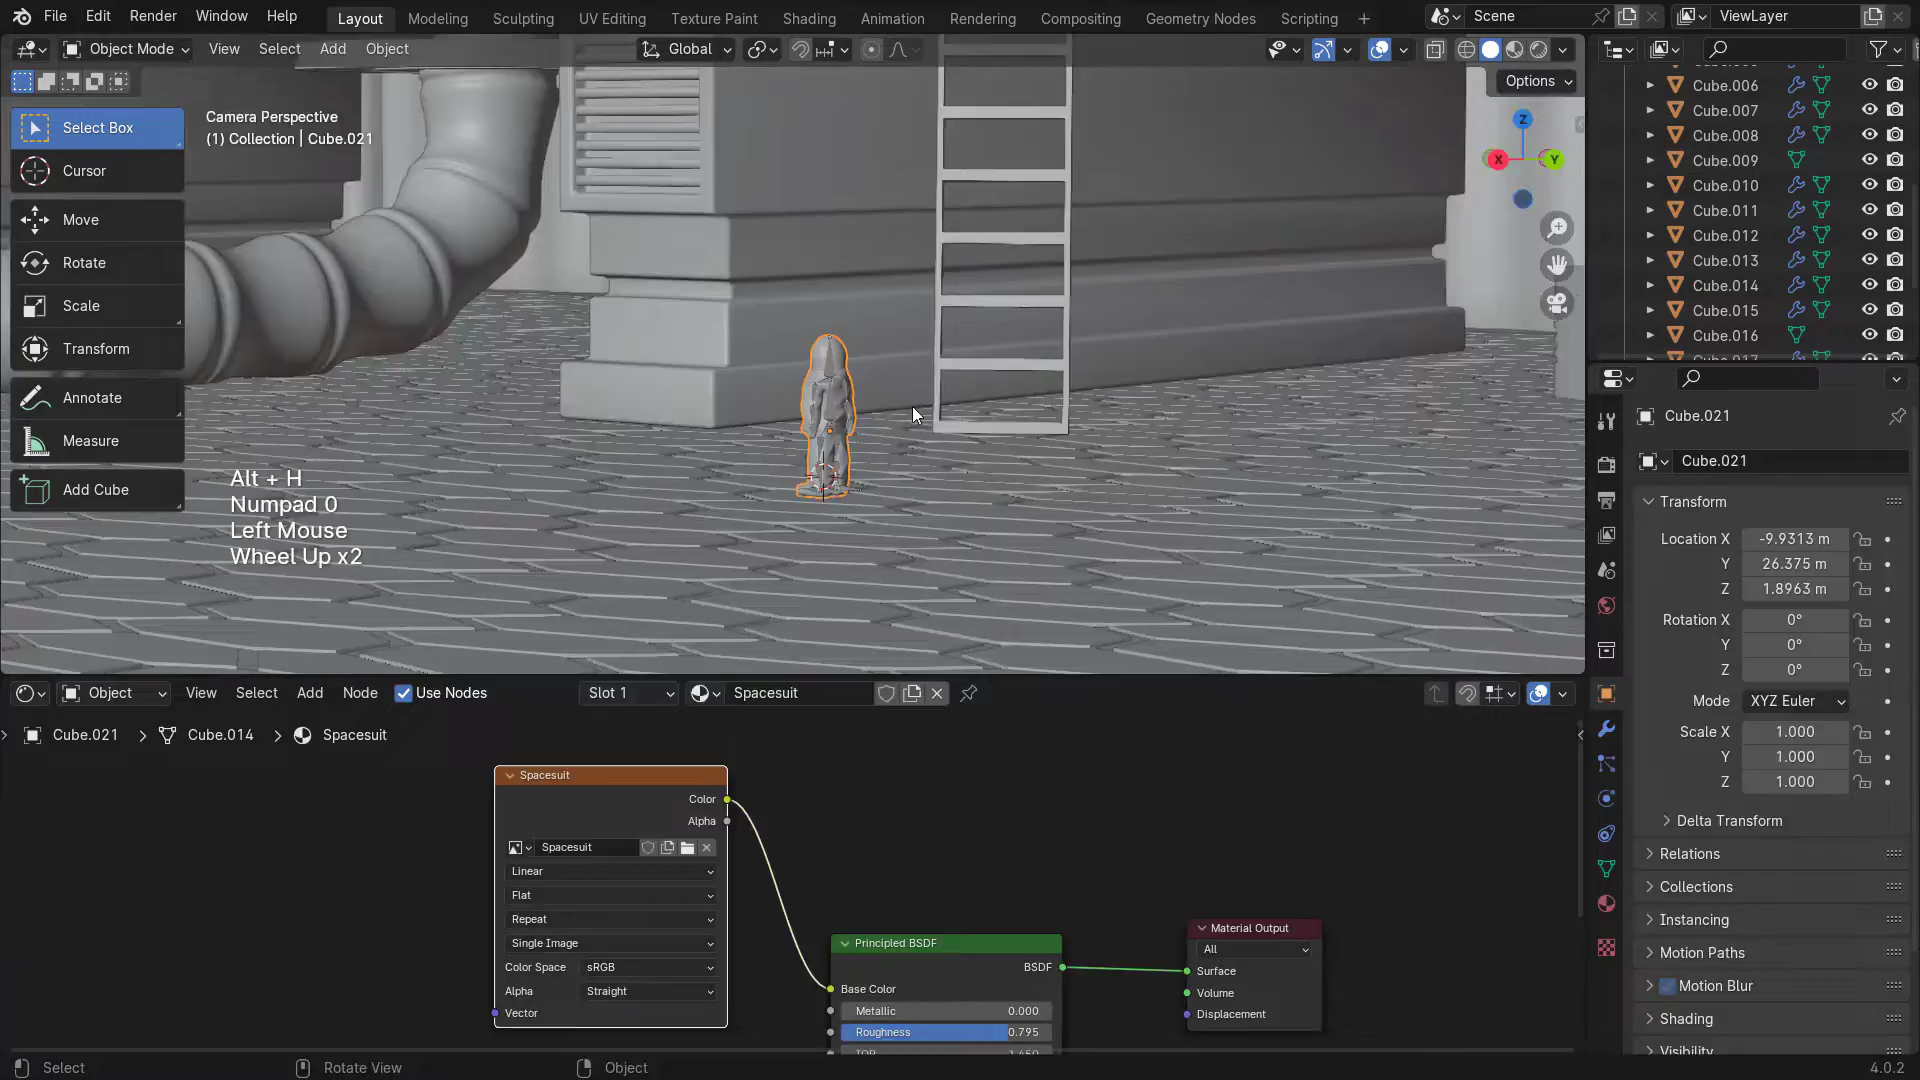 File Edit Render Window Help Layout Modeling Sculpting UV Editing Texture Paint Shading Animation Rendering Compositing Geometry Nodes Scripting + Scene ViewLayer
Object Mode View Select Add Object Global
Options
Select Box
Cursor
Move
Rotate
Scale
Transform
Annotate
Measure
Add Cube
Camera Perspective
(1) Collection | Cube.021
Z
X
Y
Alt + H
Numpad 0
Left Mouse
Wheel Up x2
Cube.006
Cube.007
Cube.008
Cube.009
Cube.010
Cube.011
Cube.012
Cube.013
Cube.014
Cube.015
Cube.016
Cube.021
Cube.021
Transform
Location X -9.9313 m
Y 26.375 m
Z 1.8963 m
Rotation X 0°
Y 0°
Z 0°
Mode XYZ Euler
Scale X 1.000
Y 1.000
Z 1.000
Delta Transform
Relations
Collections
Instancing
Motion Paths
Motion Blur
Shading
Visibility
Object View Select Add Node Use Nodes Slot 1 Spacesuit
Cube.021 > Cube.014 > Spacesuit
Spacesuit
Color
Alpha
Spacesuit
Linear
Flat
Repeat
Single Image
Color Space sRGB
Alpha Straight
Vector
Principled BSDF
BSDF
Base Color
Metallic 0.000
Roughness 0.795
IOR 1.450
Material Output
All
Surface
Volume
Displacement
Select Rotate View Object 4.0.2